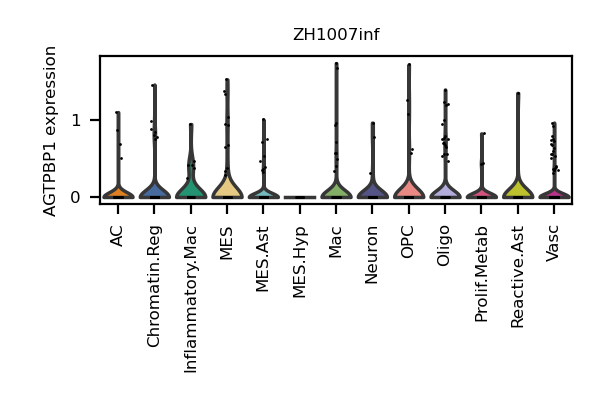 ZH1007inf
AGTPBP1 expression
1
0
AC
Chromatin.Reg
Inflammatory.Mac
MES
MES.Ast
MES.Hyp
Mac
Neuron
OPC
Oligo
Prolif.Metab
Reactive.Ast
Vasc